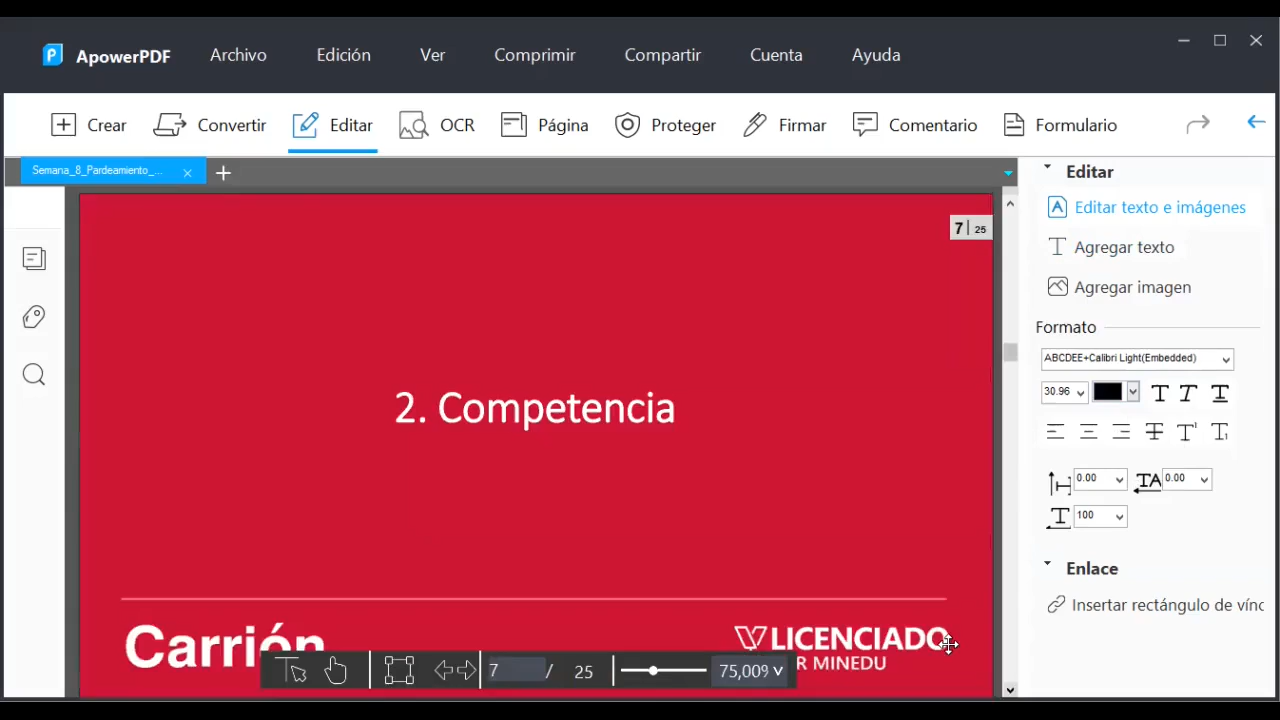 ApowerPDF Archivo Edición Ver Comprimir Compartir Cuenta Ayuda
Crear Convertir Editar OCR Página Proteger Firmar Comentario Formulario
Semana_8_Pardeamiento_...
Editar
Editar texto e imágenes
Agregar texto
Agregar imagen
Formato
ABCDEE+Calibri Light(Embedded)
30.96
0.00 0.00
100
Enlace
Insertar rectángulo de vínc
7 | 25
2. Competencia
Carrión
LICENCIADO
R MINEDU
7 / 25 75,00%